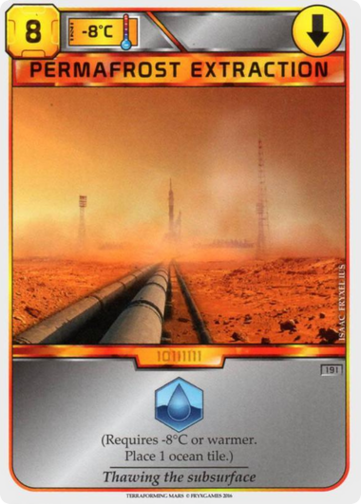 8
-8°C
PERMAFROST EXTRACTION
ISAAC FRYXELIUS
191
(Requires -8°C or warmer.
Place 1 ocean tile.)
Thawing the subsurface
TERRAFORMING MARS © FRYXGAMES 2016